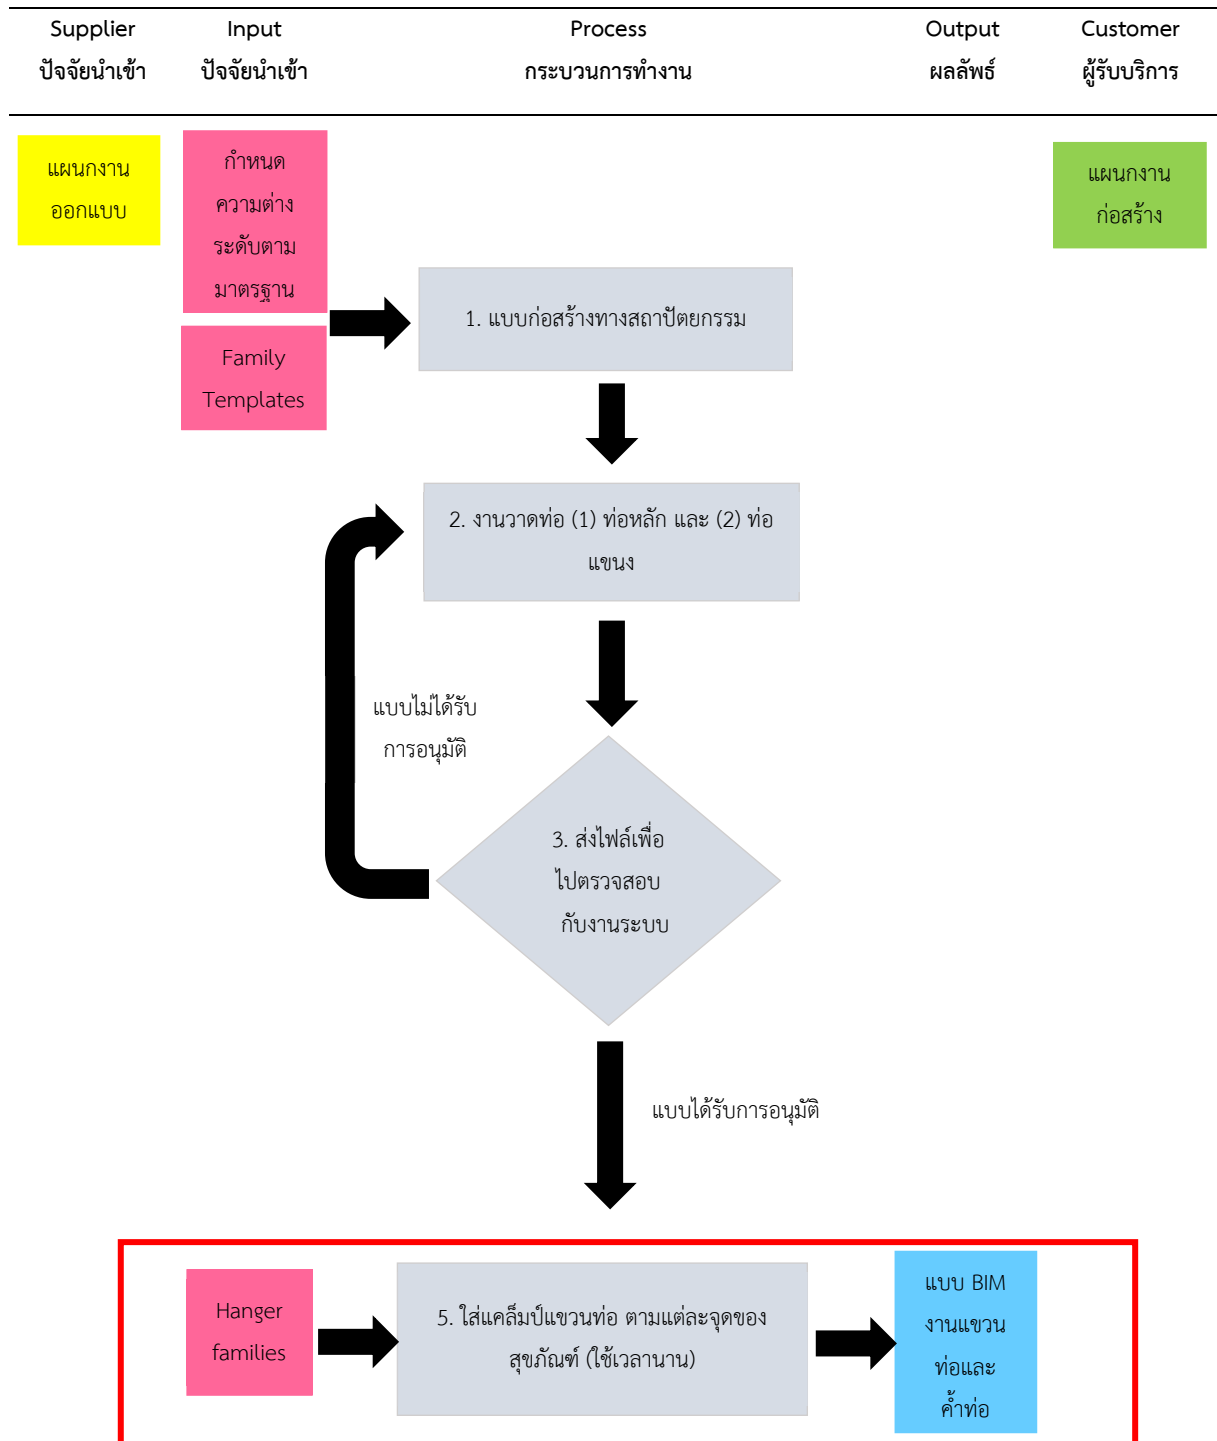 Supplier
ปัจจัยนำเข้า
Input
ปัจจัยนำเข้า
Process
กระบวนการทำงาน
Output
ผลลัพธ์
Customer
ผู้รับบริการ
แผนกงาน
ออกแบบ
กำหนด
ความต่าง
ระดับตาม
มาตรฐาน
Family
Templates
แผนกงาน
ก่อสร้าง
1. แบบก่อสร้างทางสถาปัตยกรรม
2. งานวาดท่อ (1) ท่อหลัก และ (2) ท่อ
แขนง
แบบไม่ได้รับ
การอนุมัติ
3. ส่งไฟล์เพื่อ
ไปตรวจสอบ
กับงานระบบ
แบบได้รับการอนุมัติ
Hanger
families
5. ใส่แคล็มป์แขวนท่อ ตามแต่ละจุดของ
สุขภัณฑ์ (ใช้เวลานาน)
แบบ BIM
งานแขวน
ท่อและ
ค้ำท่อ